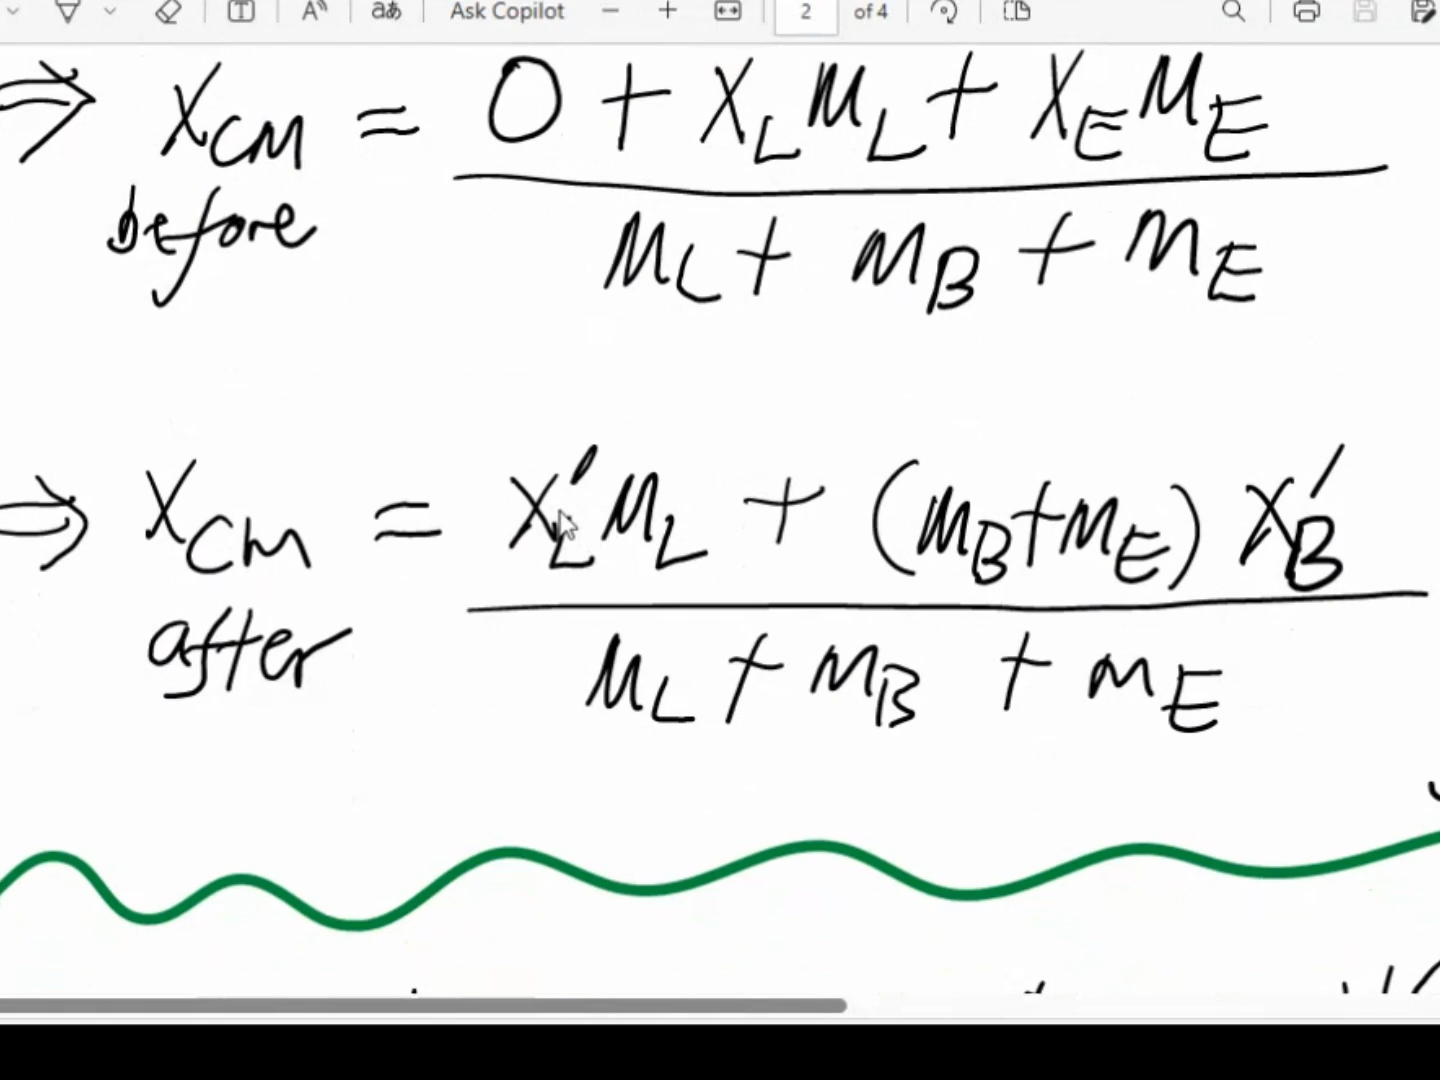 Ask Copilot 2 of 4
⇒ X_CM = (0 + X_L M_L + X_E M_E) / (M_L + M_B + M_E)
before
⇒ X_CM = (X'_L M_L + (M_B + M_E) X'_B) / (M_L + M_B + M_E)
after